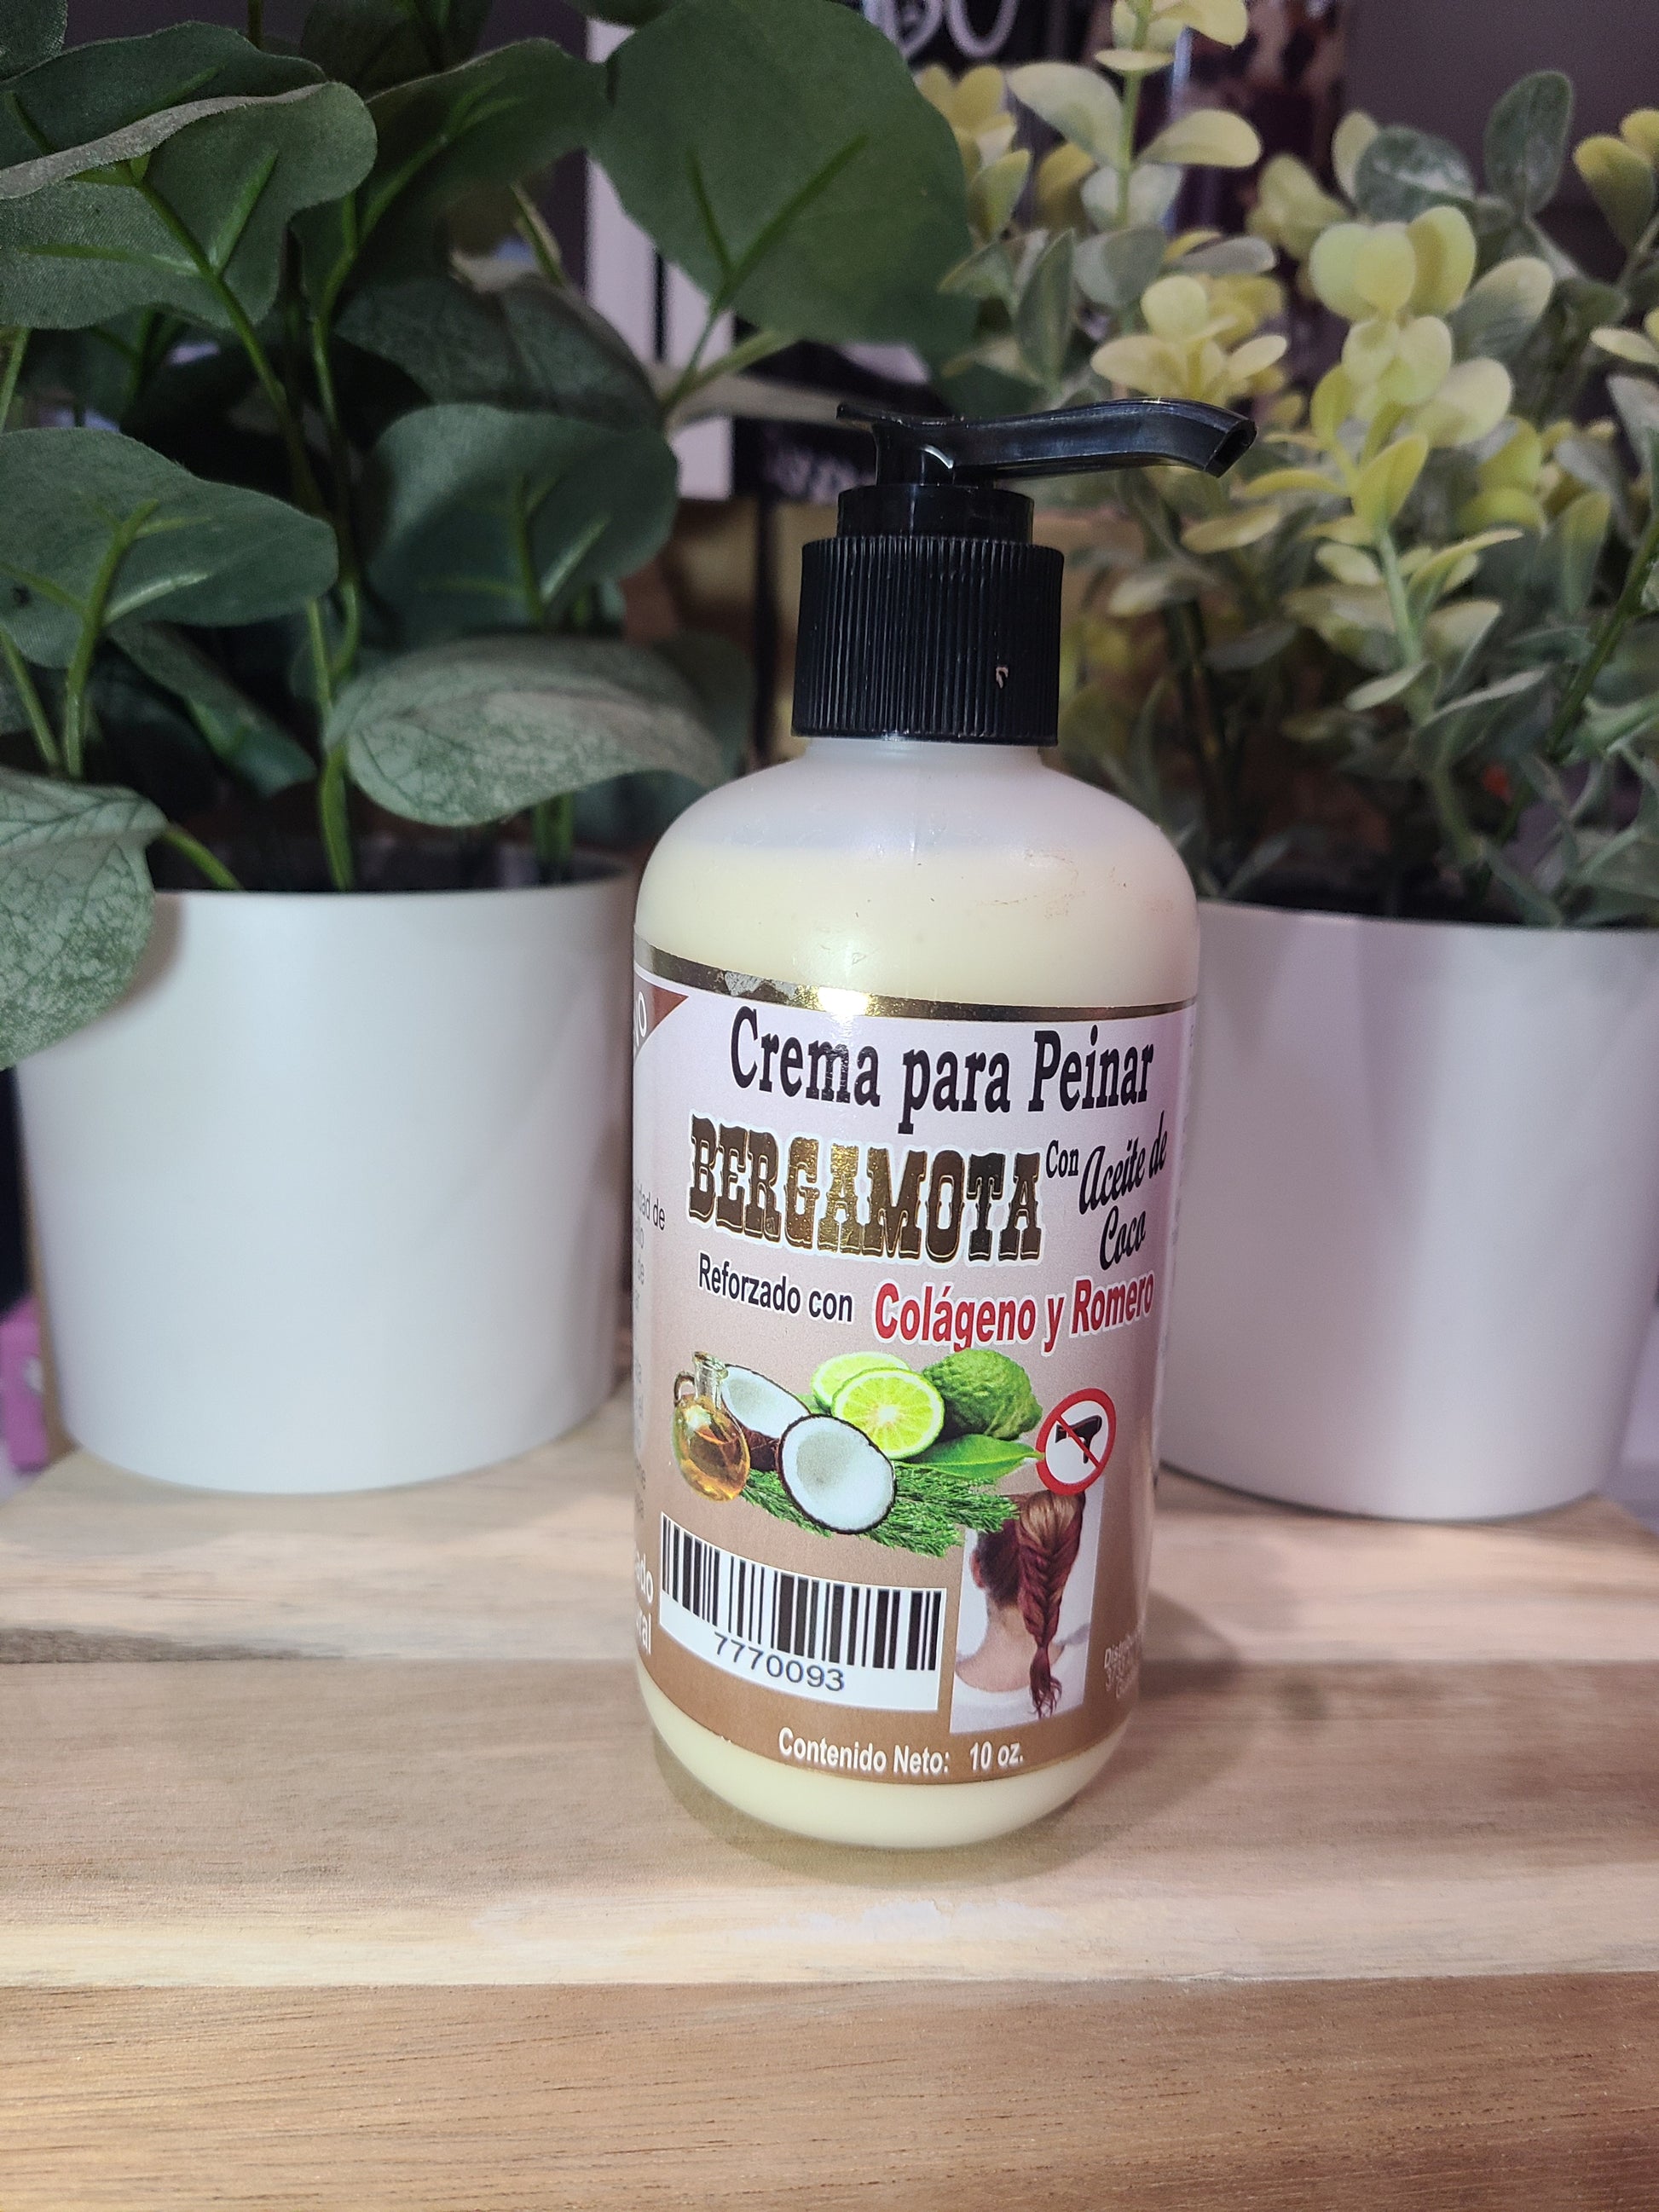 Crema para Peinar
BERGAMOTA Con Aceite de
Coco
Reforzado con Colágeno y Romero
7770093
Contenido Neto: 10 oz.